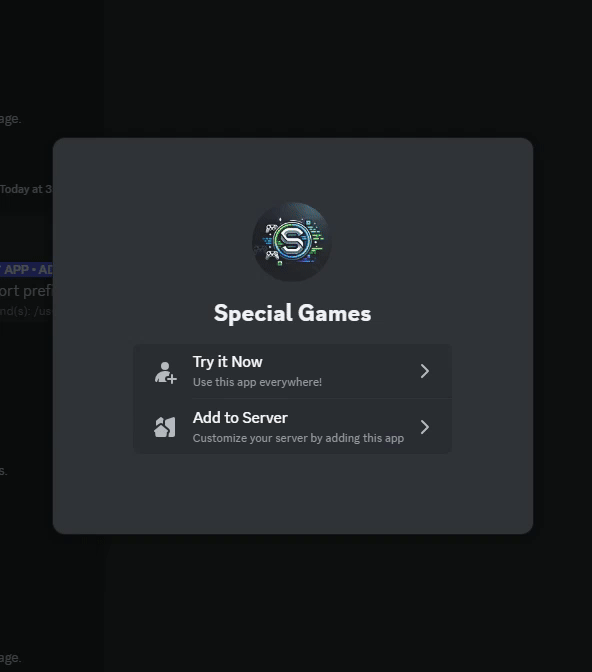 age.
Today at 3
APP • AD
ort prefi
nd(s): /us
S
Special Games
Try it Now
Use this app everywhere!
Add to Server
Customize your server by adding this app
s.
age.